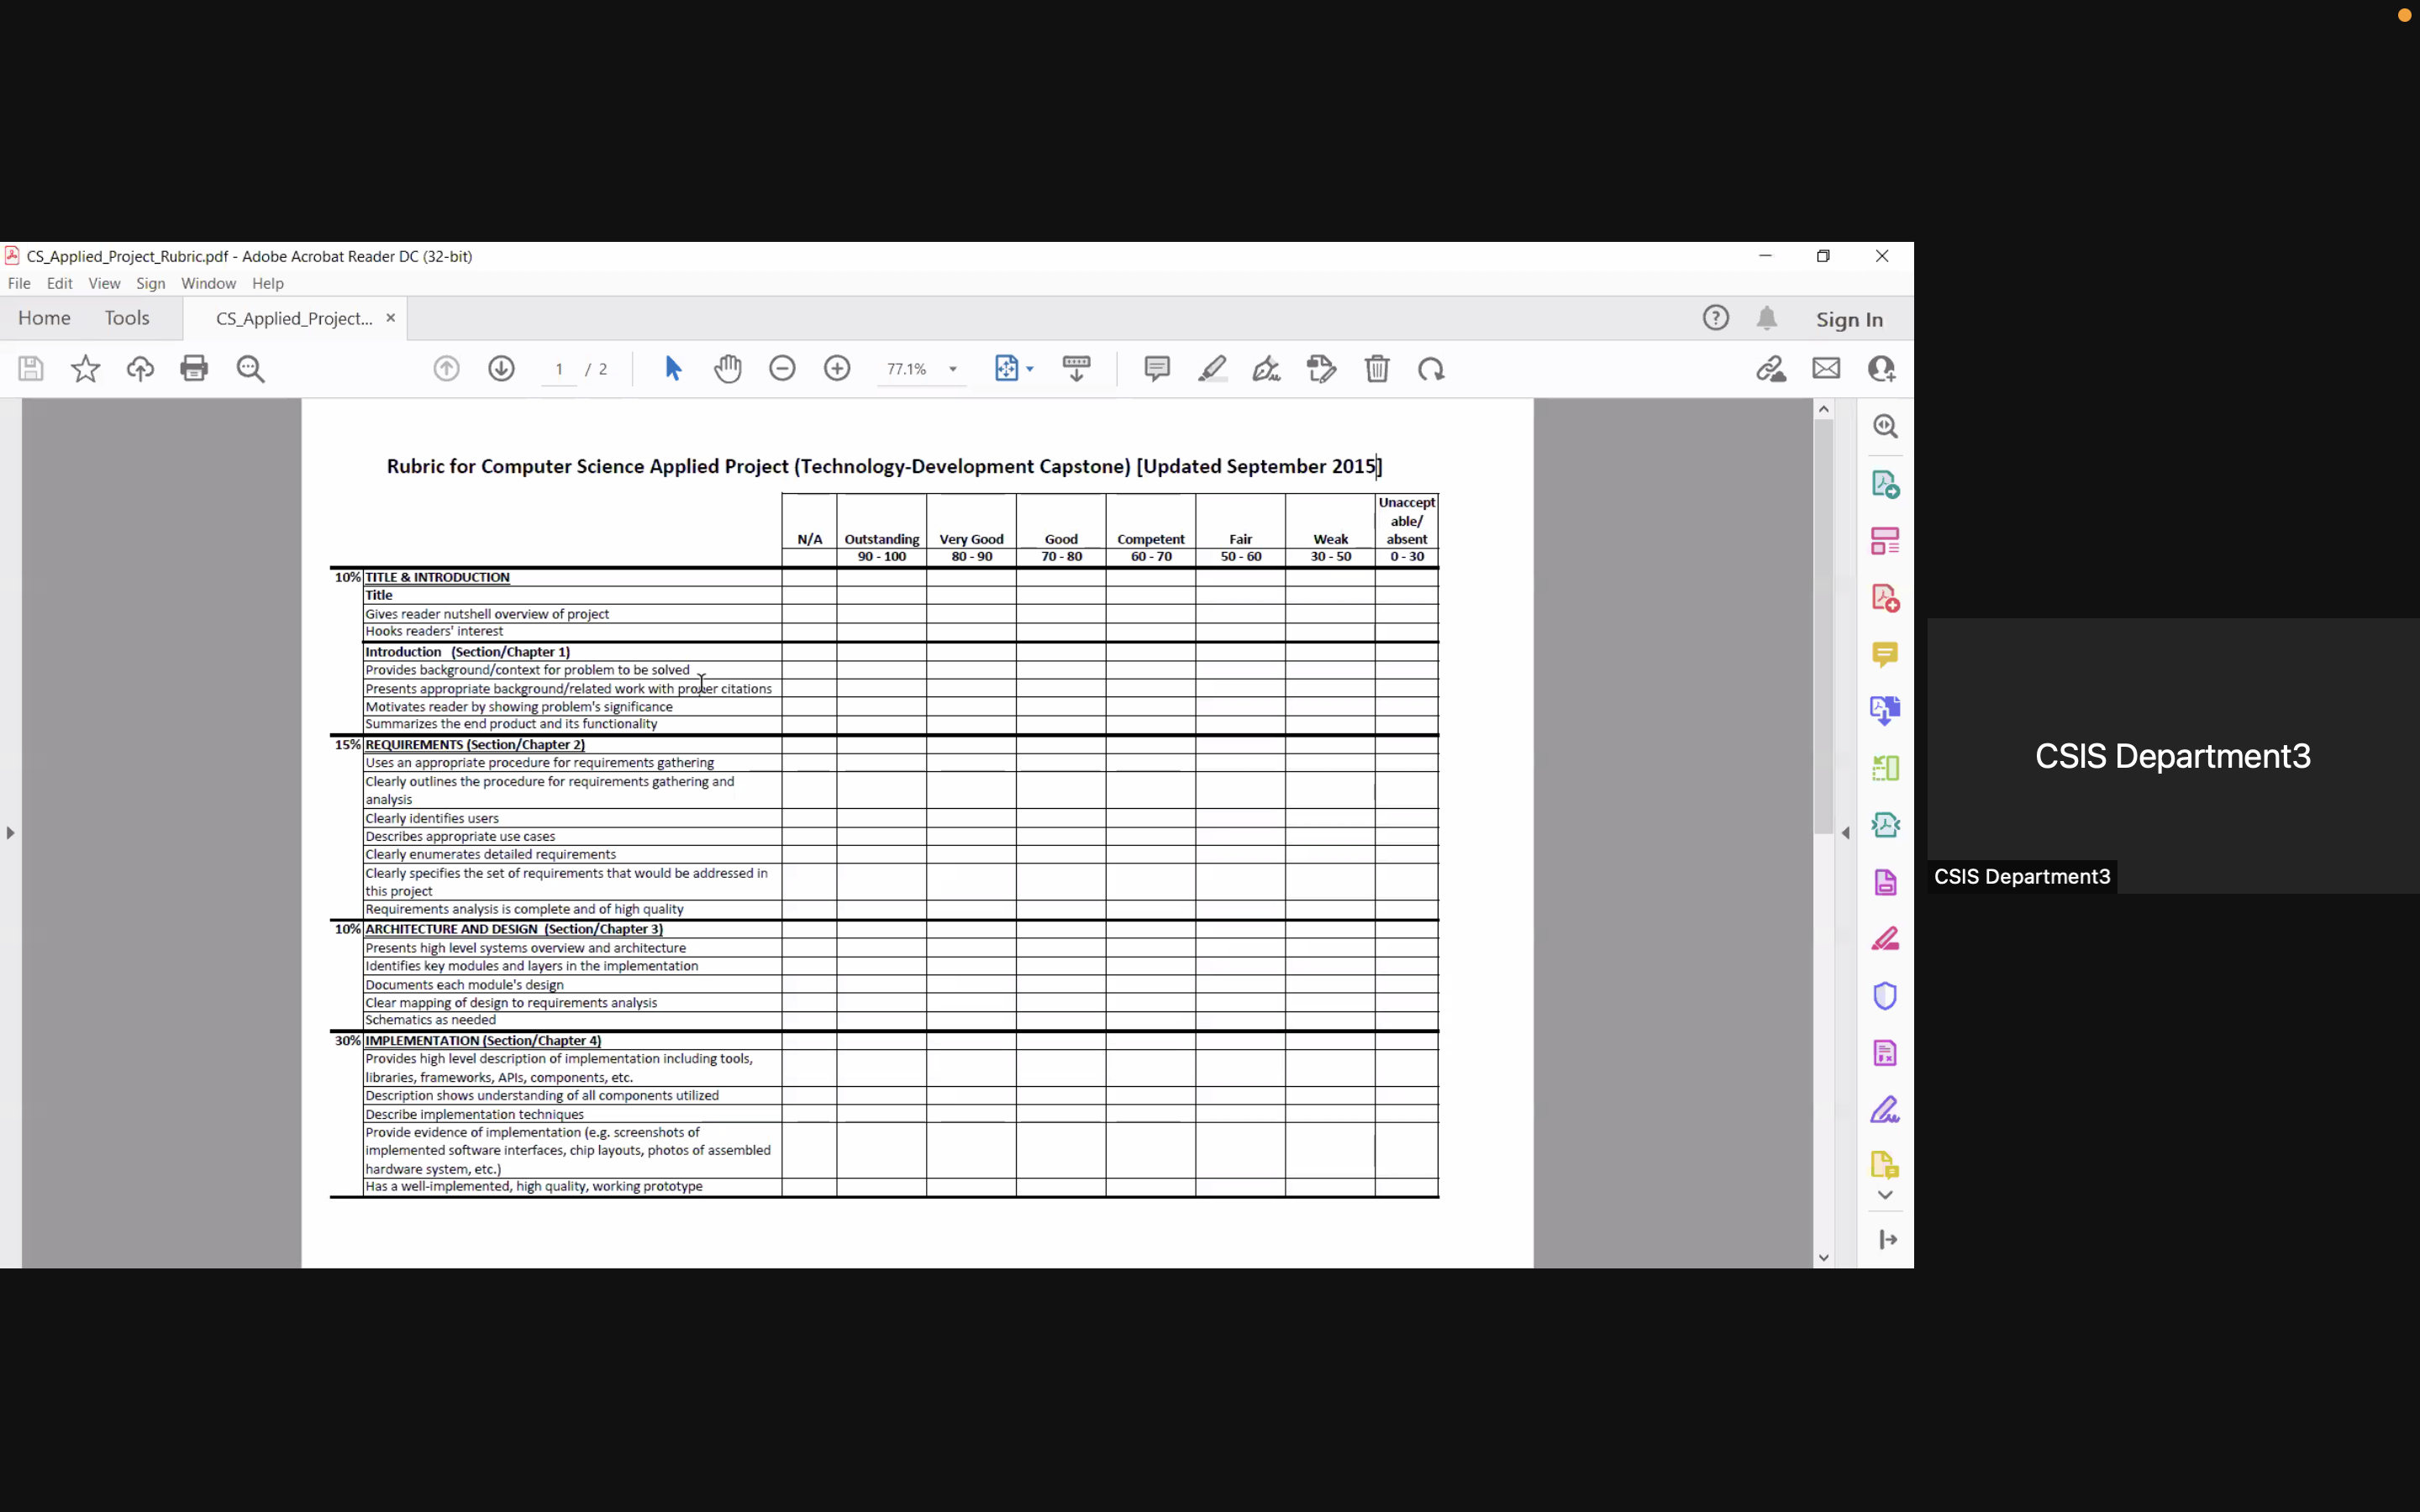 CS_Applied_Project_Rubric.pdf - Adobe Acrobat Reader DC (32-bit)
File Edit View Sign Window Help
Home Tools CS_Applied_Project... × Sign In
1 / 2 77.1%
Rubric for Computer Science Applied Project (Technology-Development Capstone) [Updated September 2015]
Unaccept
able/
N/A Outstanding Very Good Good Competent Fair Weak absent
90 - 100 80 - 90 70 - 80 60 - 70 50 - 60 30 - 50 0 - 30
10% TITLE & INTRODUCTION
Title
Gives reader nutshell overview of project
Hooks readers' interest
Introduction (Section/Chapter 1)
Provides background/context for problem to be solved
Presents appropriate background/related work with proper citations
Motivates reader by showing problem's significance
Summarizes the end product and its functionality
15% REQUIREMENTS (Section/Chapter 2)
Uses an appropriate procedure for requirements gathering
Clearly outlines the procedure for requirements gathering and
analysis
Clearly identifies users
Describes appropriate use cases
Clearly enumerates detailed requirements
Clearly specifies the set of requirements that would be addressed in
this project
Requirements analysis is complete and of high quality
10% ARCHITECTURE AND DESIGN (Section/Chapter 3)
Presents high level systems overview and architecture
Identifies key modules and layers in the implementation
Documents each module's design
Clear mapping of design to requirements analysis
Schematics as needed
30% IMPLEMENTATION (Section/Chapter 4)
Provides high level description of implementation including tools,
libraries, frameworks, APIs, components, etc.
Description shows understanding of all components utilized
Describe implementation techniques
Provide evidence of implementation (e.g. screenshots of
implemented software interfaces, chip layouts, photos of assembled
hardware system, etc.)
Has a well-implemented, high quality, working prototype
CSIS Department3
CSIS Department3